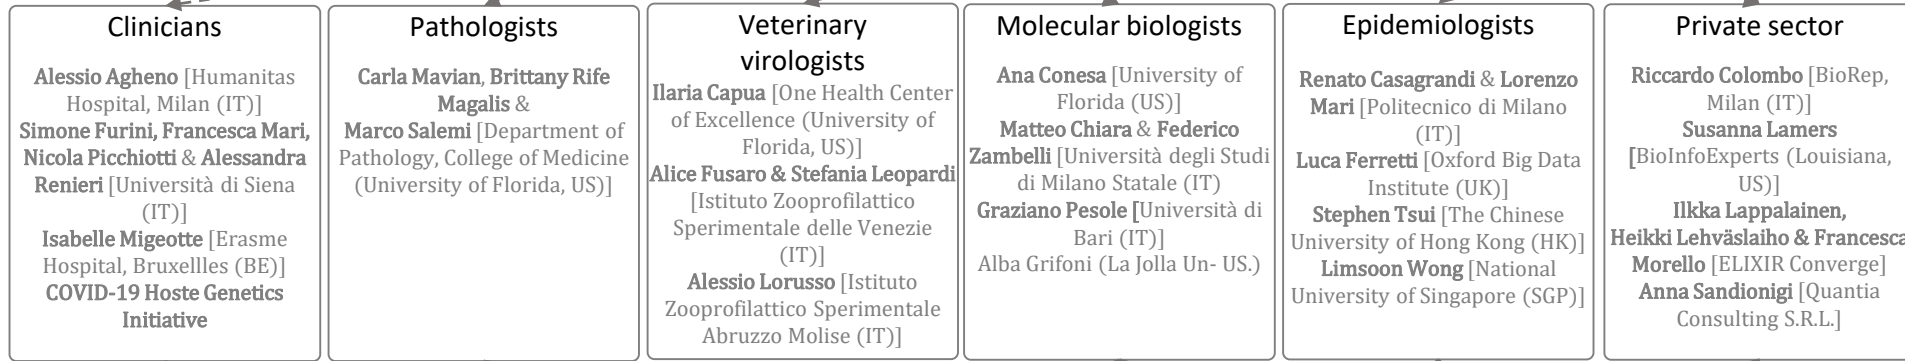 Clinicians
Alessio Agheno [Humanitas
Hospital, Milan (IT)]
Simone Furini, Francesca Mari,
Nicola Picchiotti & Alessandra
Renieri [Università di Siena
(IT)]
Isabelle Migeotte [Erasme
Hospital, Bruxellles (BE)]
COVID-19 Hoste Genetics
Initiative
Pathologists
Carla Mavian, Brittany Rife
Magalis &
Marco Salemi [Department of
Pathology, College of Medicine
(University of Florida, US)]
Veterinary
virologists
Ilaria Capua [One Health Center
of Excellence (University of
Florida, US)]
Alice Fusaro & Stefania Leopardi
[Istituto Zooprofilattico
Sperimentale delle Venezie
(IT)]
Alessio Lorusso [Istituto
Zooprofilattico Sperimentale
Abruzzo Molise (IT)]
Molecular biologists
Ana Conesa [University of
Florida (US)]
Matteo Chiara & Federico
Zambelli [Università degli Studi
di Milano Statale (IT)
Graziano Pesole [Università di
Bari (IT)]
Alba Grifoni (La Jolla Un- US.)
Epidemiologists
Renato Casagrandi & Lorenzo
Mari [Politecnico di Milano
(IT)]
Luca Ferretti [Oxford Big Data
Institute (UK)]
Stephen Tsui [The Chinese
University of Hong Kong (HK)]
Limsoon Wong [National
University of Singapore (SGP)]
Private sector
Riccardo Colombo [BioRep,
Milan (IT)]
Susanna Lamers
[BioInfoExperts (Louisiana,
US)]
Ilkka Lappalainen,
Heikki Lehväslaiho & Francesca
Morello [ELIXIR Converge]
Anna Sandionigi [Quantia
Consulting S.R.L.]